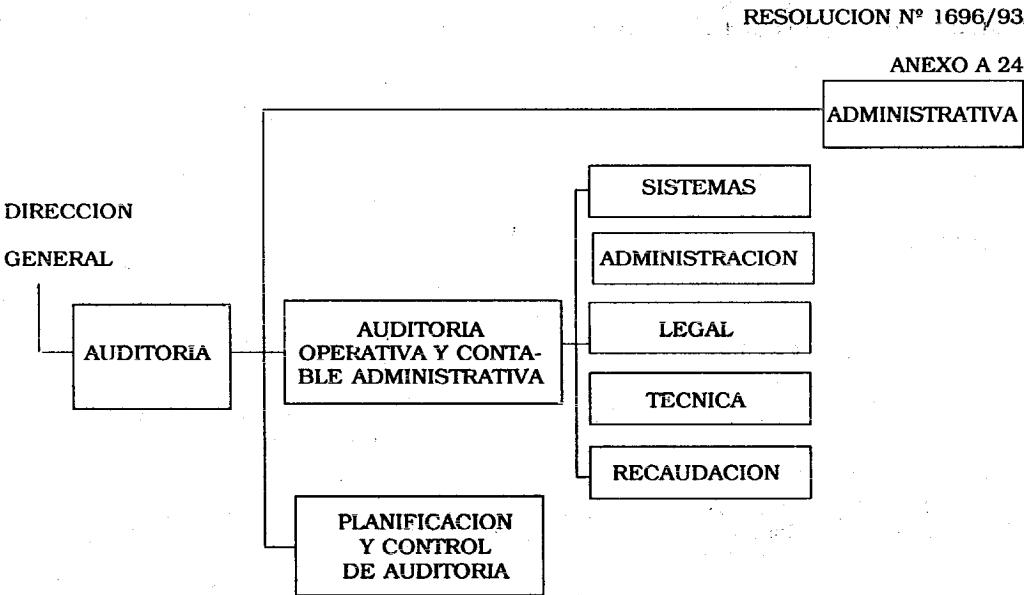 RESOLUCION Nº 1696/93
ANEXO A 24
ADMINISTRATIVA
DIRECCION
GENERAL
AUDITORIA
AUDITORIA
OPERATIVA Y CONTA-
BLE ADMINISTRATIVA
SISTEMAS
ADMINISTRACION
LEGAL
TECNICA
RECAUDACION
PLANIFICACION
Y CONTROL
DE AUDITORIA